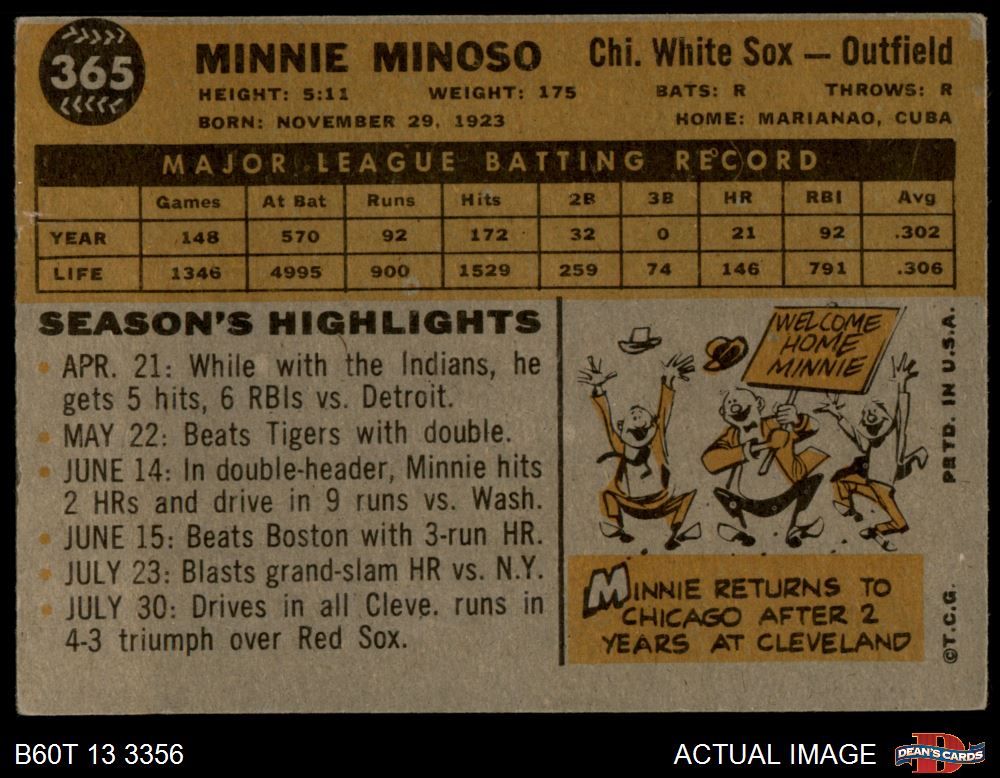 365
MINNIE MINOSO Chi. White Sox — Outfield
HEIGHT: 5:11 WEIGHT: 175 BATS: R THROWS: R
BORN: NOVEMBER 29, 1923 HOME: MARIANAO, CUBA
MAJOR LEAGUE BATTING RECORD
Games At Bat Runs Hits 2B 3B HR RBI Avg
YEAR 148 570 92 172 32 0 21 92 .302
LIFE 1346 4995 900 1529 259 74 146 791 .306
SEASON'S HIGHLIGHTS
• APR. 21: While with the Indians, he
gets 5 hits, 6 RBIs vs. Detroit.
• MAY 22: Beats Tigers with double.
• JUNE 14: In double-header, Minnie hits
2 HRs and drive in 9 runs vs. Wash.
• JUNE 15: Beats Boston with 3-run HR.
• JULY 23: Blasts grand-slam HR vs. N.Y.
• JULY 30: Drives in all Cleve. runs in
4-3 triumph over Red Sox.
WELCOME
HOME
MINNIE
MINNIE RETURNS TO
CHICAGO AFTER 2
YEARS AT CLEVELAND
©T.C.G. PRTD. IN U.S.A.
B60T 13 3356 ACTUAL IMAGE
DEAN'S CARDS